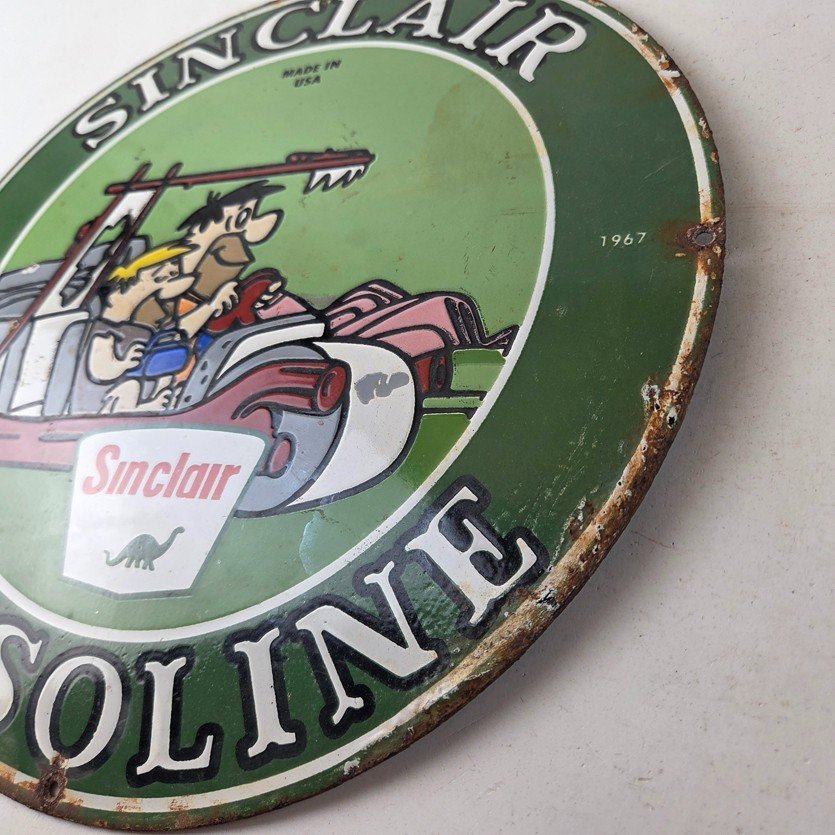 SINCLAIR
MADE IN
USA
1967
Sinclair
SOLINE